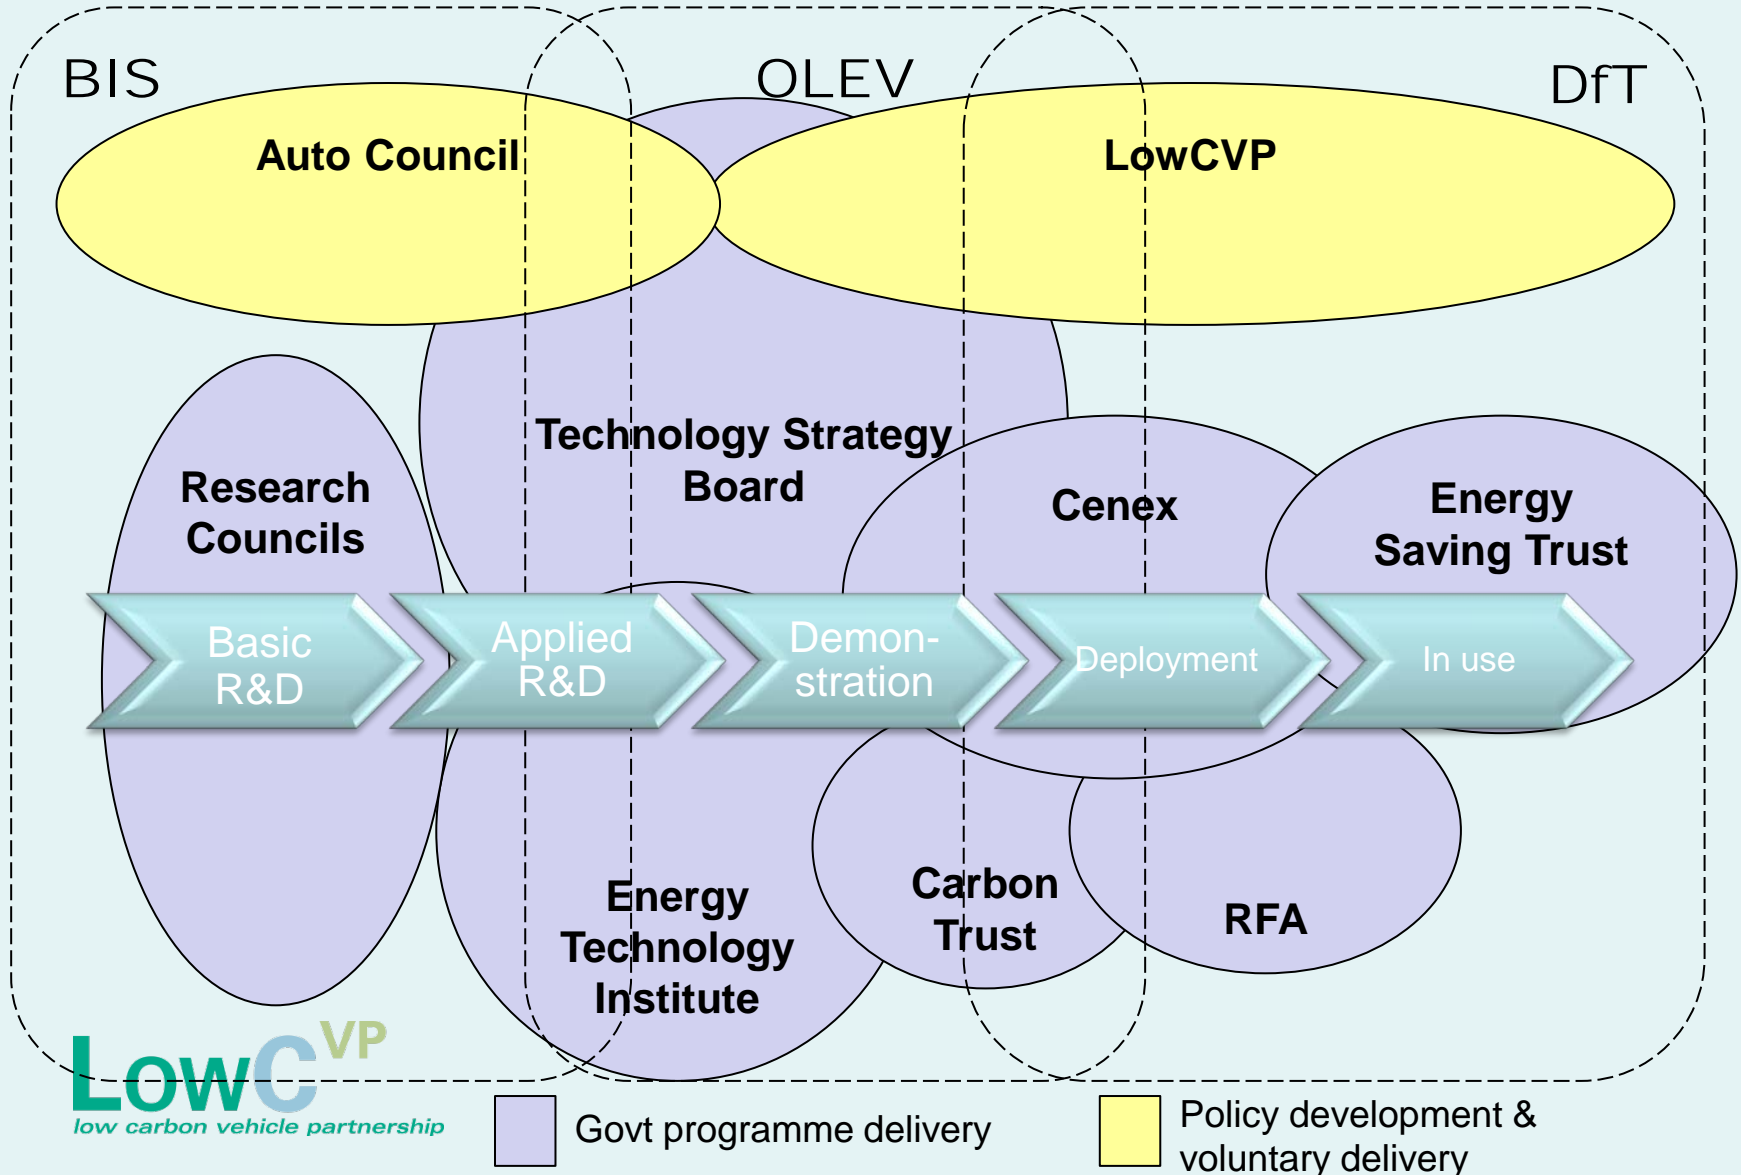 BIS
OLEV
DfT
Auto Council
LowCVP
Technology Strategy
Board
Research
Councils
Cenex
Energy
Saving Trust
Basic
R&D
Applied
R&D
Demon-
stration
Deployment
In use
Energy
Technology
Institute
Carbon
Trust
RFA
LowCVP
low carbon vehicle partnership
Govt programme delivery
Policy development &
voluntary delivery